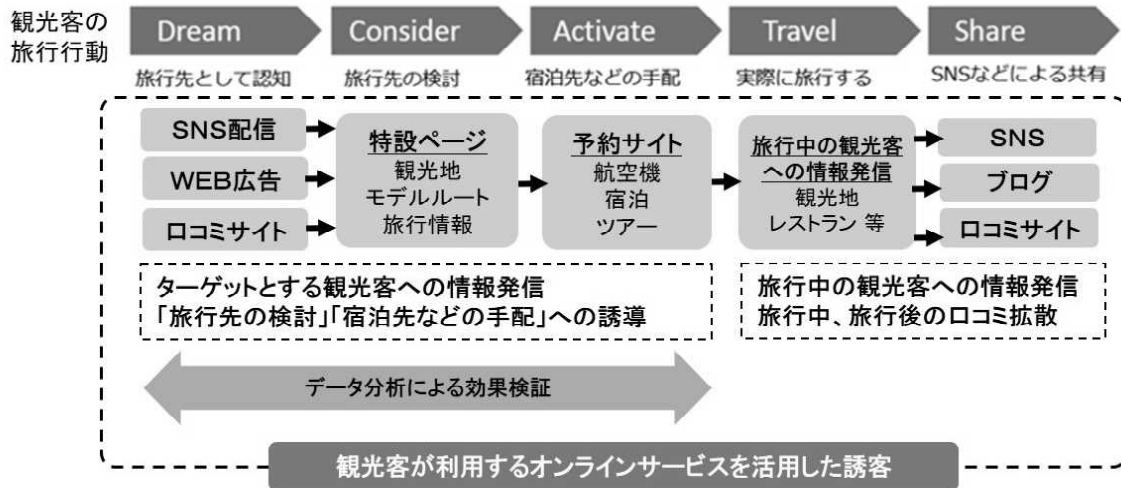 観光客の
旅行行動
Dream
Consider
Activate
Travel
Share
旅行先として認知
旅行先の検討
宿泊先などの手配
実際に旅行する
SNSなどによる共有
SNS配信
WEB広告
口コミサイト
特設ページ
観光地
モデルルート
旅行情報
予約サイト
航空機
宿泊
ツアー
旅行中の観光客
への情報発信
観光地
レストラン 等
SNS
ブログ
口コミサイト
ターゲットとする観光客への情報発信
「旅行先の検討」「宿泊先などの手配」への誘導
旅行中の観光客への情報発信
旅行中、旅行後の口コミ拡散
データ分析による効果検証
観光客が利用するオンラインサービスを活用した誘客